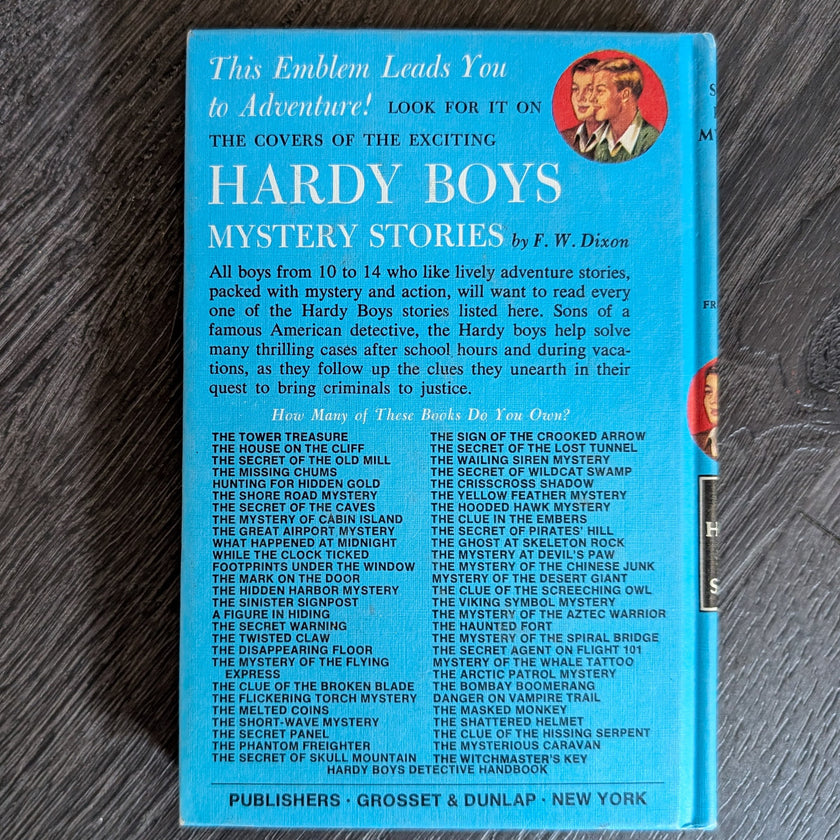 This Emblem Leads You
to Adventure! LOOK FOR IT ON
THE COVERS OF THE EXCITING
HARDY BOYS
MYSTERY STORIES by F. W. Dixon
All boys from 10 to 14 who like lively adventure stories,
packed with mystery and action, will want to read every
one of the Hardy Boys stories listed here. Sons of a
famous American detective, the Hardy boys help solve
many thrilling cases after school hours and during vaca-
tions, as they follow up the clues they unearth in their
quest to bring criminals to justice.
How Many of These Books Do You Own?
THE TOWER TREASURE
THE HOUSE ON THE CLIFF
THE SECRET OF THE OLD MILL
THE MISSING CHUMS
HUNTING FOR HIDDEN GOLD
THE SHORE ROAD MYSTERY
THE SECRET OF THE CAVES
THE MYSTERY OF CABIN ISLAND
THE GREAT AIRPORT MYSTERY
WHAT HAPPENED AT MIDNIGHT
WHILE THE CLOCK TICKED
FOOTPRINTS UNDER THE WINDOW
THE MARK ON THE DOOR
THE HIDDEN HARBOR MYSTERY
THE SINISTER SIGNPOST
A FIGURE IN HIDING
THE SECRET WARNING
THE TWISTED CLAW
THE DISAPPEARING FLOOR
THE MYSTERY OF THE FLYING
EXPRESS
THE CLUE OF THE BROKEN BLADE
THE FLICKERING TORCH MYSTERY
THE MELTED COINS
THE SHORT-WAVE MYSTERY
THE SECRET PANEL
THE PHANTOM FREIGHTER
THE SECRET OF SKULL MOUNTAIN
THE SIGN OF THE CROOKED ARROW
THE SECRET OF THE LOST TUNNEL
THE WAILING SIREN MYSTERY
THE SECRET OF WILDCAT SWAMP
THE CRISSCROSS SHADOW
THE YELLOW FEATHER MYSTERY
THE HOODED HAWK MYSTERY
THE CLUE IN THE EMBERS
THE SECRET OF PIRATES' HILL
THE GHOST AT SKELETON ROCK
THE MYSTERY AT DEVIL'S PAW
THE MYSTERY OF THE CHINESE JUNK
MYSTERY OF THE DESERT GIANT
THE CLUE OF THE SCREECHING OWL
THE VIKING SYMBOL MYSTERY
THE MYSTERY OF THE AZTEC WARRIOR
THE HAUNTED FORT
THE MYSTERY OF THE SPIRAL BRIDGE
THE SECRET AGENT ON FLIGHT 101
MYSTERY OF THE WHALE TATTOO
THE ARCTIC PATROL MYSTERY
THE BOMBAY BOOMERANG
DANGER ON VAMPIRE TRAIL
THE MASKED MONKEY
THE SHATTERED HELMET
THE CLUE OF THE HISSING SERPENT
THE MYSTERIOUS CARAVAN
THE WITCHMASTER'S KEY
HARDY BOYS DETECTIVE HANDBOOK
PUBLISHERS · GROSSET & DUNLAP · NEW YORK